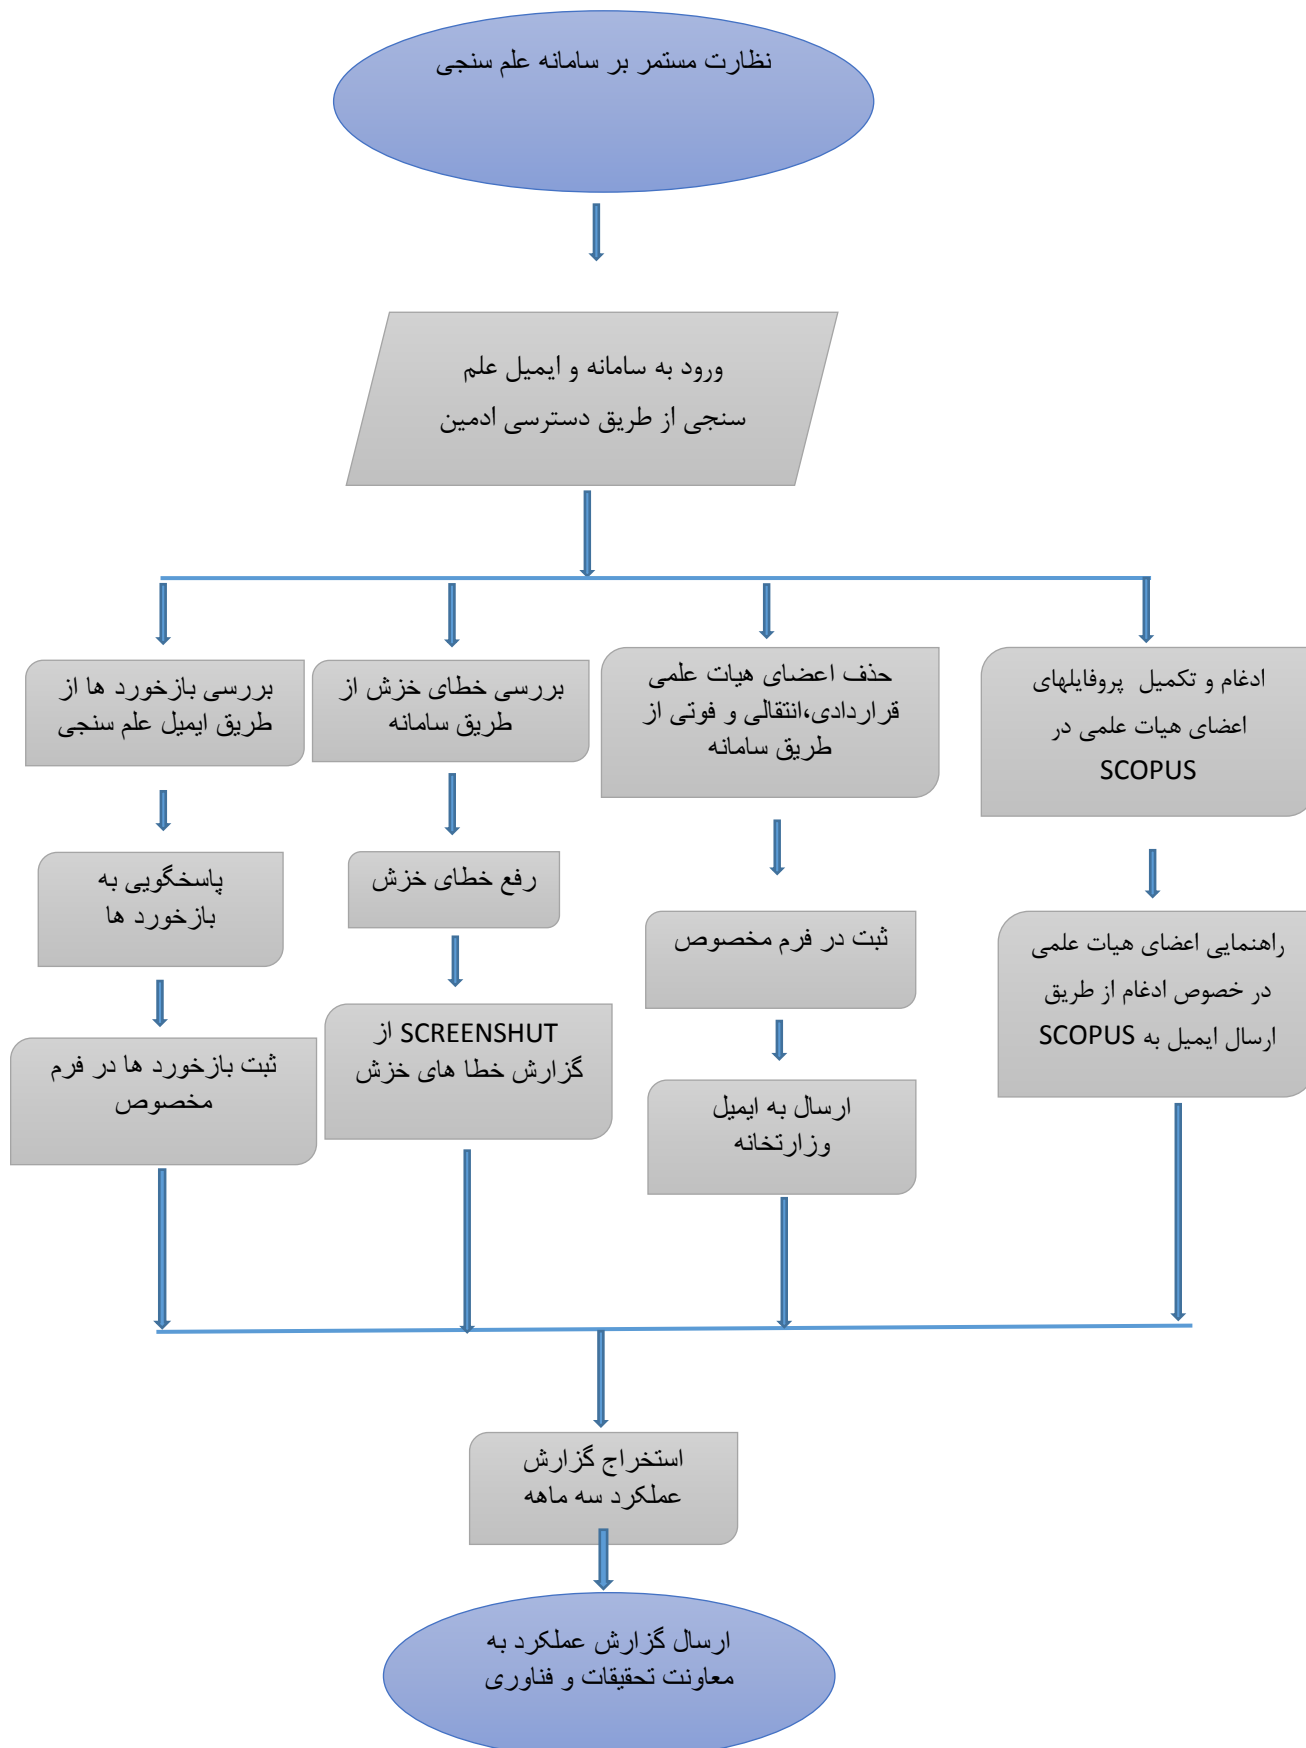 نظارت مستمر بر سامانه علم سنجی
ورود به سامانه و ایمیل علم
سنجی از طریق دسترسی ادمین
ادغام و تکمیل پروفایلهای
اعضای هیات علمی در
SCOPUS
حذف اعضای هیات علمی
قراردادی،انتقالی و فوتی از
طریق سامانه
بررسی خطای خزش از
طریق سامانه
بررسی بازخورد ها از
طریق ایمیل علم سنجی
راهنمایی اعضای هیات علمی
در خصوص ادغام از طریق
ارسال ایمیل به SCOPUS
ثبت در فرم مخصوص
رفع خطای خزش
پاسخگویی به
بازخورد ها
ارسال به ایمیل
وزارتخانه
SCREENSHUT از
گزارش خطا های خزش
ثبت بازخورد ها در فرم
مخصوص
استخراج گزارش
عملکرد سه ماهه
ارسال گزارش عملکرد به
معاونت تحقیقات و فناوری